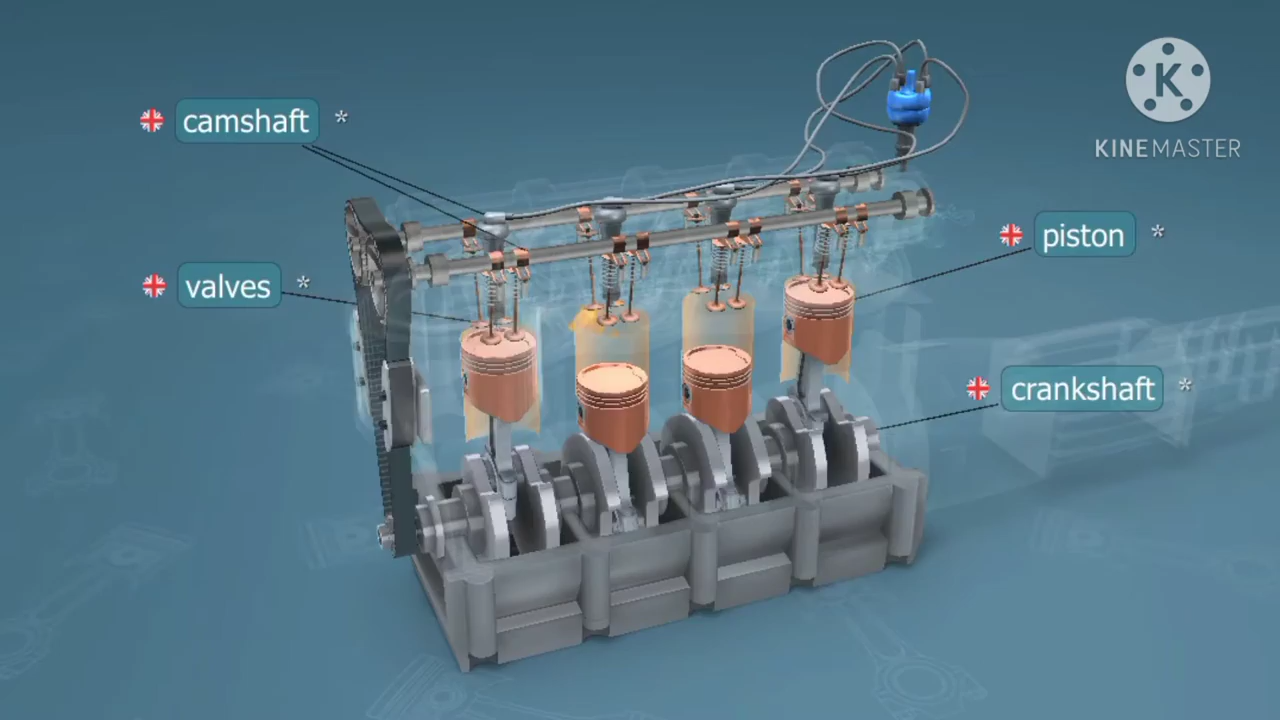 camshaft *
K
KINEMASTER
piston *
valves *
crankshaft *